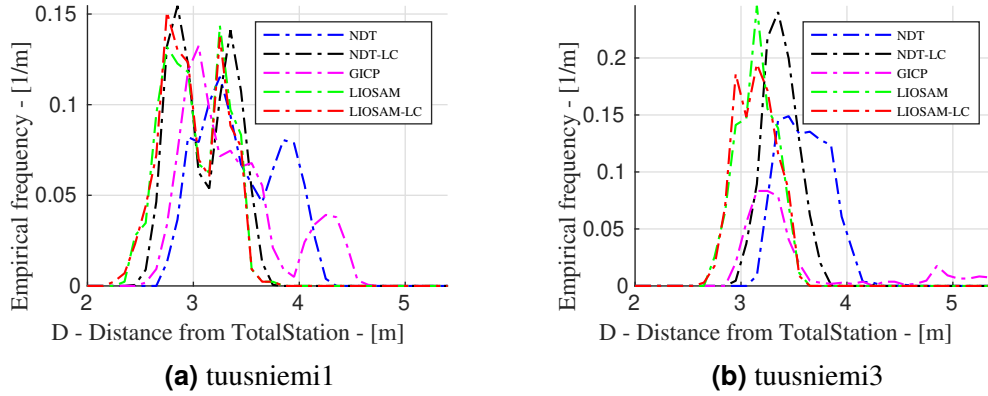 0.15
0.1
0.05
0
2
3
4
5
Empirical frequency - [1/m]
D - Distance from TotalStation - [m]
NDT
NDT-LC
GICP
LIOSAM
LIOSAM-LC
(a) tuusniemi1
0.2
0.15
0.1
0.05
0
2
3
4
5
Empirical frequency - [1/m]
D - Distance from TotalStation - [m]
NDT
NDT-LC
GICP
LIOSAM
LIOSAM-LC
(b) tuusniemi3